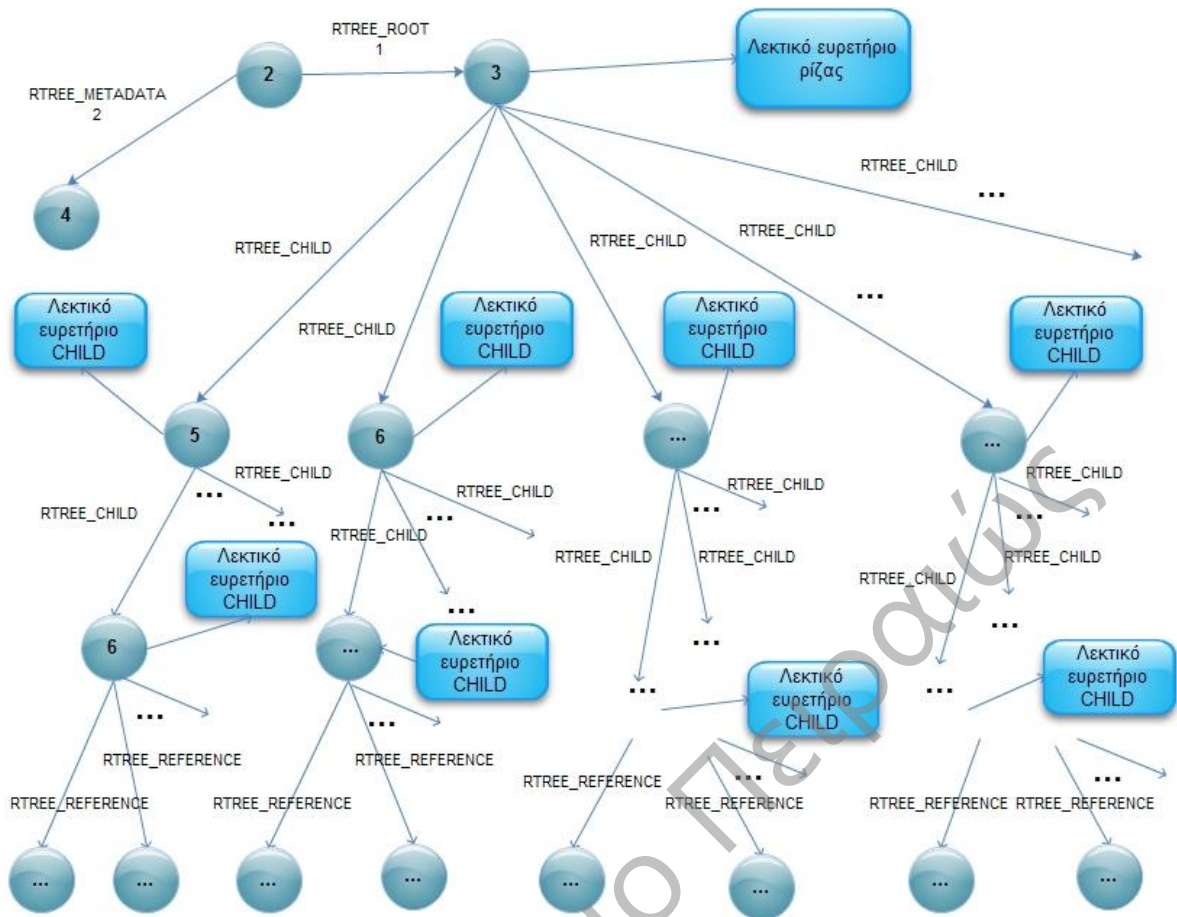 RTREE_ROOT
1
2
3
Λεκτικό ευρετήριο
ρίζας
RTREE_METADATA
2
4
RTREE_CHILD
...
RTREE_CHILD
RTREE_CHILD
RTREE_CHILD
...
Λεκτικό
ευρετήριο
CHILD
RTREE_CHILD
Λεκτικό
ευρετήριο
CHILD
Λεκτικό
ευρετήριο
CHILD
Λεκτικό
ευρετήριο
CHILD
5
6
...
...
RTREE_CHILD
...
...
RTREE_CHILD
...
RTREE_CHILD
...
RTREE_CHILD
...
RTREE_CHILD
RTREE_CHILD
RTREE_CHILD
RTREE_CHILD
RTREE_CHILD
RTREE_CHILD
...
...
...
Λεκτικό
ευρετήριο
CHILD
6
...
Λεκτικό
ευρετήριο
CHILD
...
Λεκτικό
ευρετήριο
CHILD
...
Λεκτικό
ευρετήριο
CHILD
...
...
...
...
RTREE_REFERENCE
RTREE_REFERENCE
RTREE_REFERENCE
RTREE_REFERENCE
RTREE_REFERENCE
RTREE_REFERENCE
RTREE_REFERENCE
RTREE_REFERENCE
...
...
...
...
...
...
...
...
ο Πειραιώς